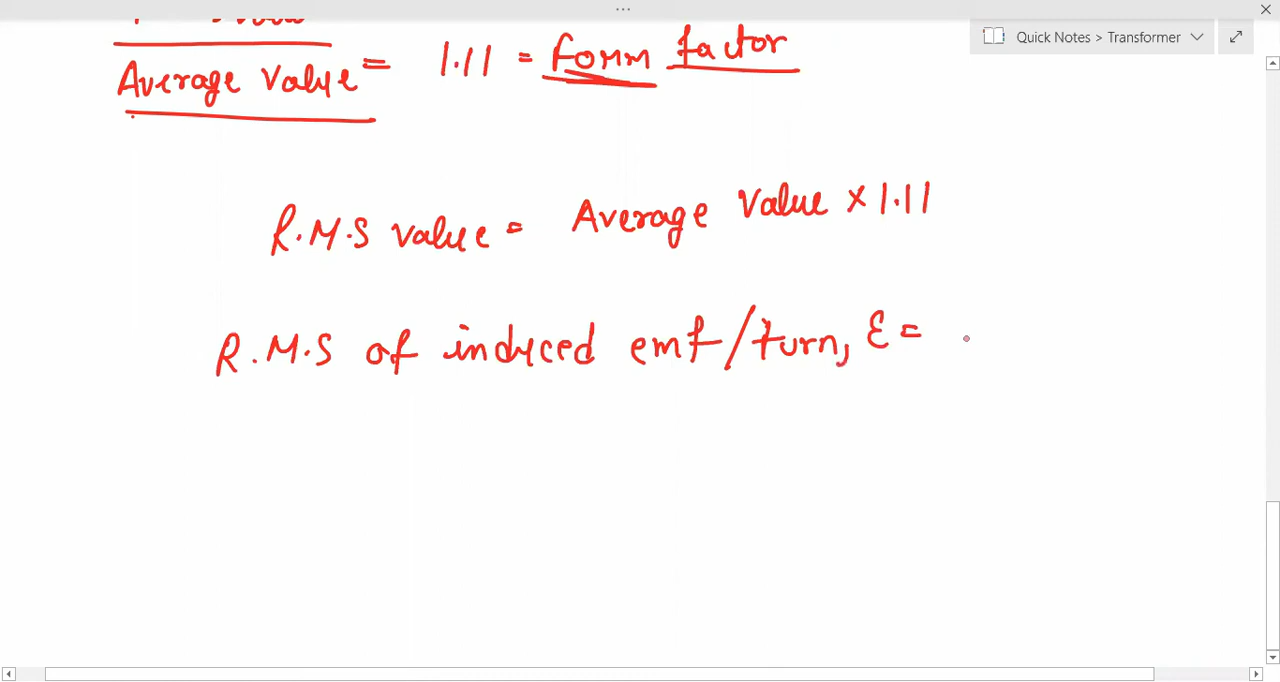 ...
Quick Notes > Transformer
Average Value = 1.11 = form factor
R.M.S value = Average Value × 1.11
R.M.S of induced emf/turn, ε =